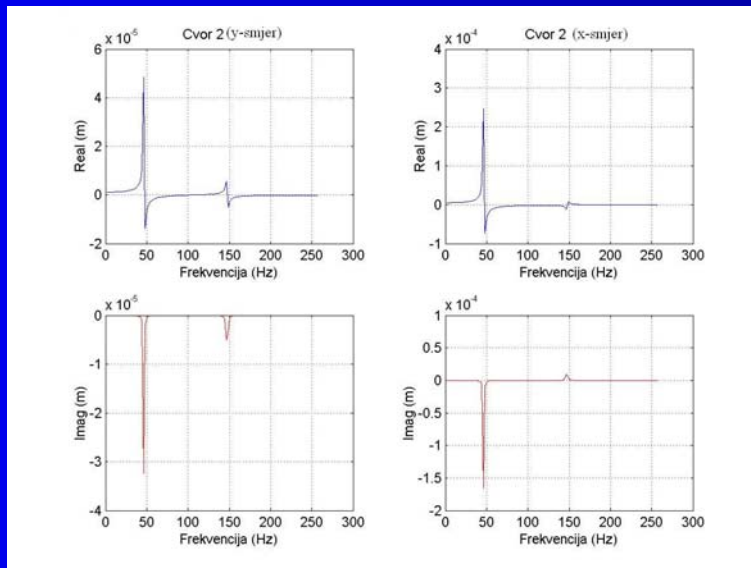 Cvor 2 (y-smjer)
x 10⁻⁵
6
4
2
0
-2
Real (m)
0 50 100 150 200 250 300
Frekvencija (Hz)
Cvor 2 (x-smjer)
x 10⁻⁴
4
3
2
1
0
-1
Real (m)
0 50 100 150 200 250 300
Frekvencija (Hz)
x 10⁻⁵
0
-1
-2
-3
-4
Imag (m)
0 50 100 150 200 250 300
Frekvencija (Hz)
x 10⁻⁴
1
0.5
0
-0.5
-1
-1.5
-2
Imag (m)
0 50 100 150 200 250 300
Frekvencija (Hz)